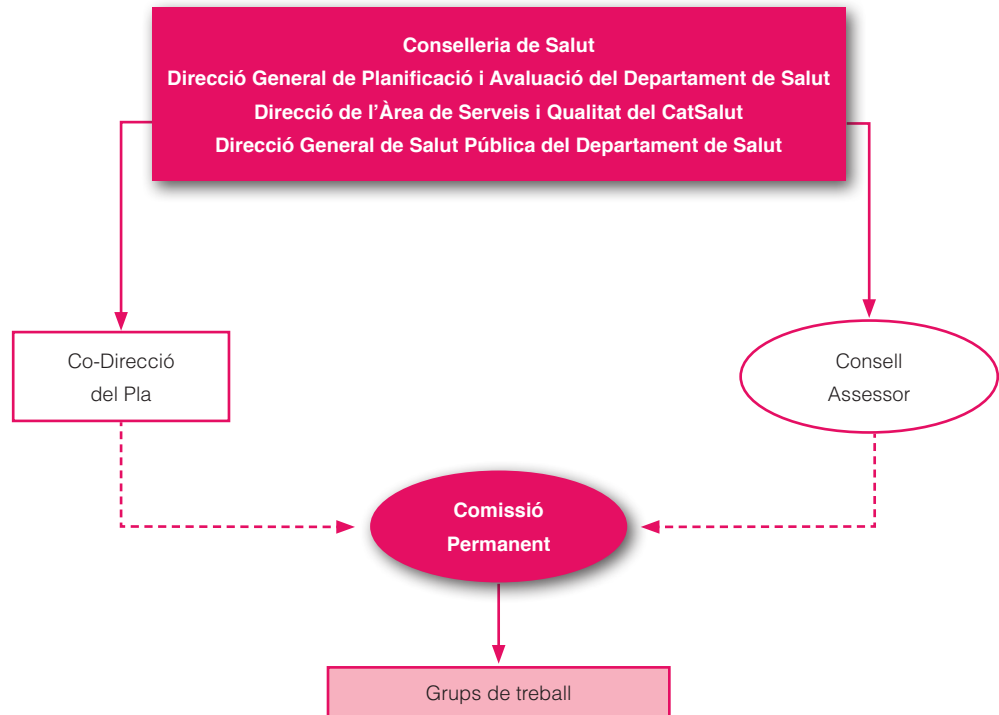 Conselleria de Salut
Direcció General de Planificació i Avaluació del Departament de Salut
Direcció de l'Àrea de Serveis i Qualitat del CatSalut
Direcció General de Salut Pública del Departament de Salut
Co-Direcció
del Pla
Consell
Assessor
Comissió
Permanent
Grups de treball